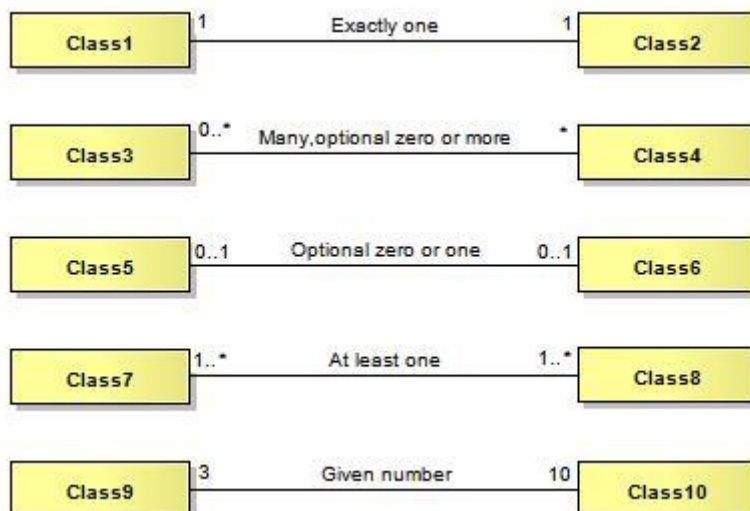 1 Exactly one 1
Class1 Class2
0..* Many,optional zero or more *
Class3 Class4
0..1 Optional zero or one 0..1
Class5 Class6
1..* At least one 1..*
Class7 Class8
3 Given number 10
Class9 Class10